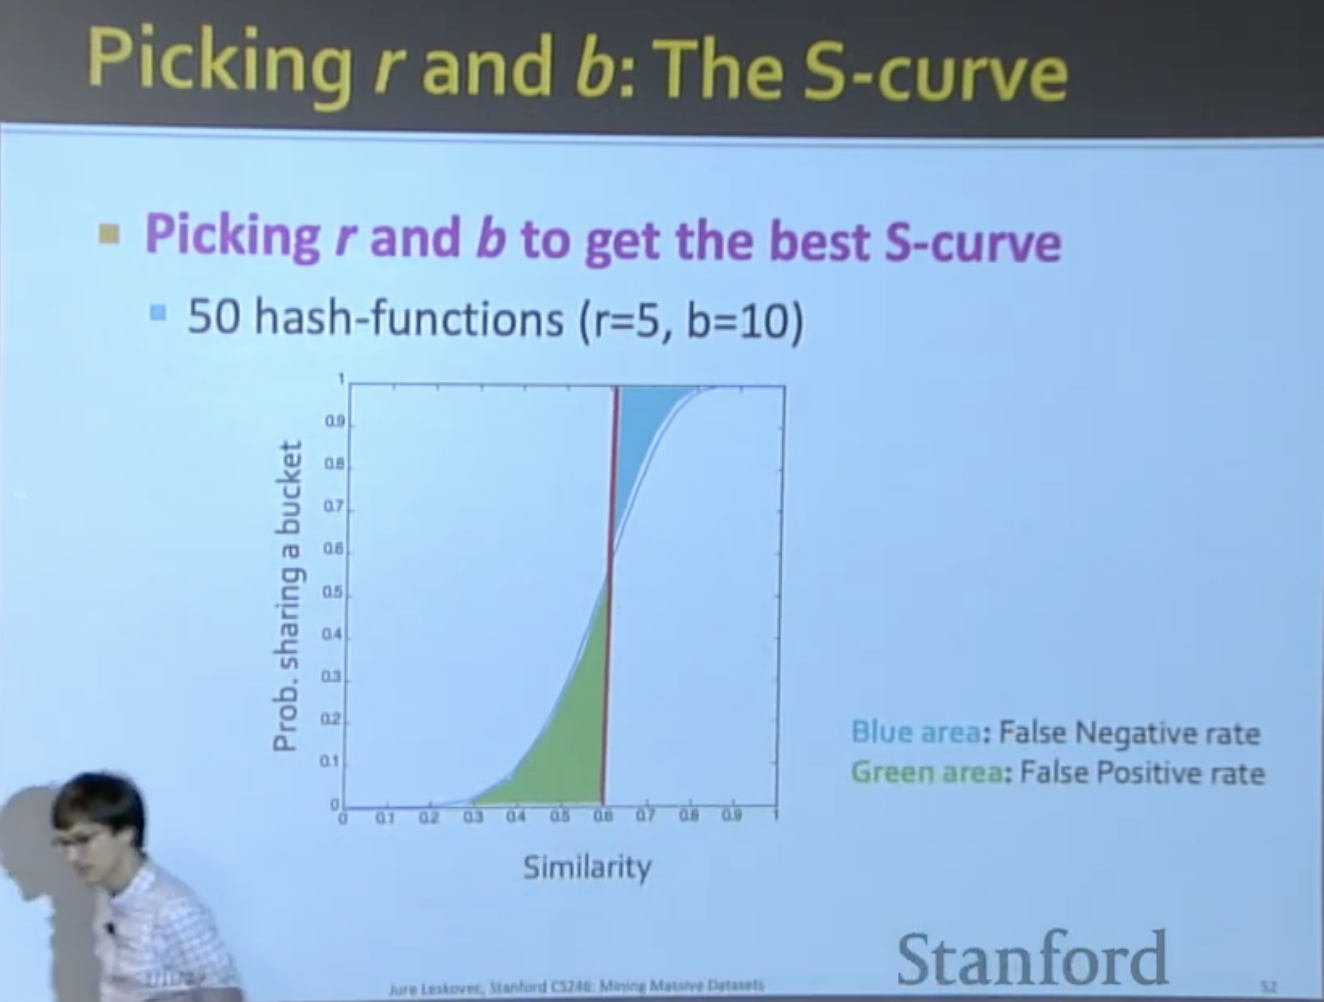 Picking r and b: The S-curve
Picking r and b to get the best S-curve
50 hash-functions (r=5, b=10)
1
0.9
0.8
0.7
0.6
0.5
0.4
0.3
0.2
0.1
0
Prob. sharing a bucket
0 0.1 0.2 0.3 0.4 0.5 0.6 0.7 0.8 0.9 1
Similarity
Blue area: False Negative rate
Green area: False Positive rate
Stanford
Jure Leskovec, Stanford CS246: Mining Massive Datasets
52